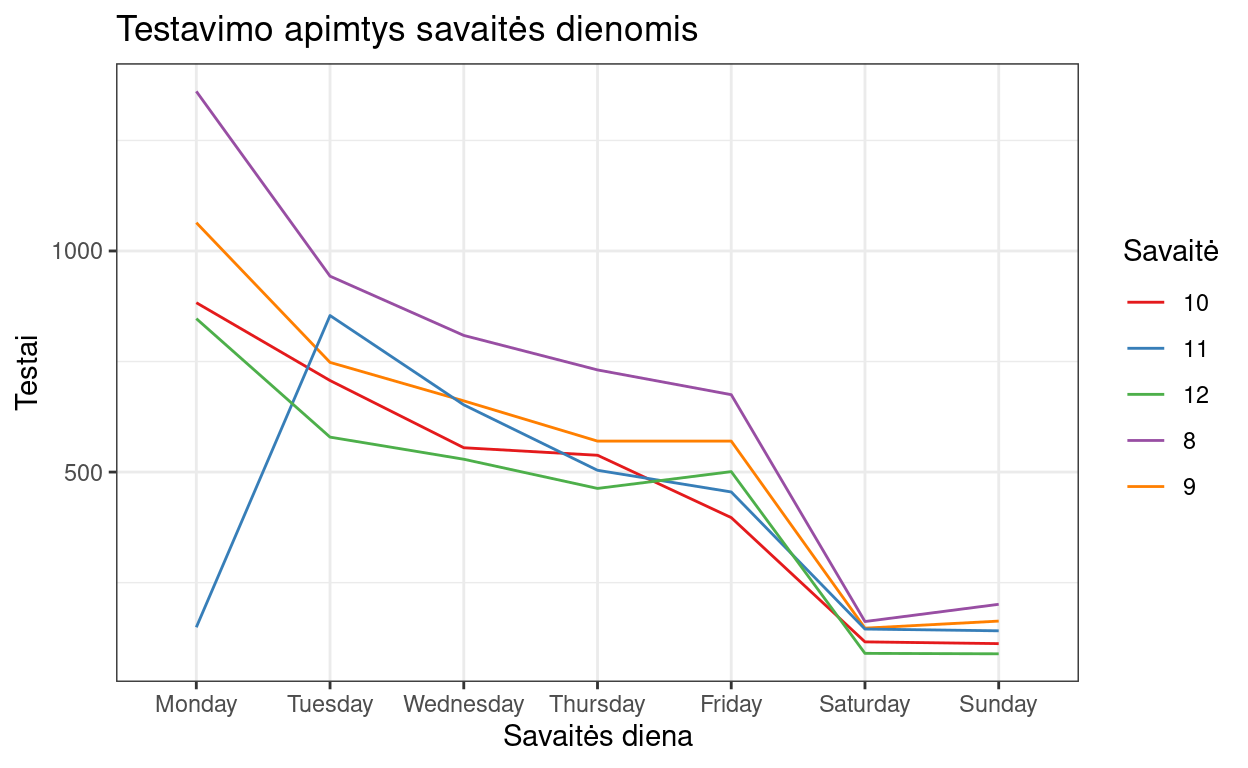 Testavimo apimtys savaitės dienomis
Testai
1000
500
Monday
Tuesday
Wednesday
Thursday
Friday
Saturday
Sunday
Savaitės diena
Savaitė
10
11
12
8
9